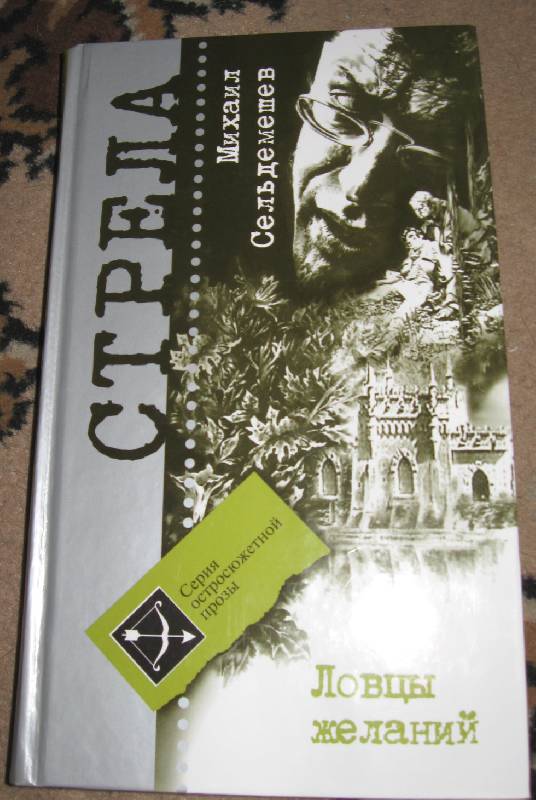 СТРЕЛА
Михаил
Сельдемешев
Серия
остросюжетной
прозы
Ловцы
желаний